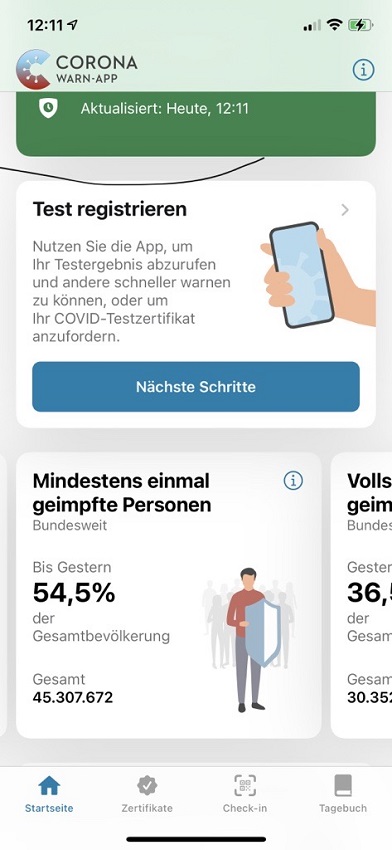 12:11
CORONA
WARN-APP
Aktualisiert: Heute, 12:11
Test registrieren
Nutzen Sie die App, um
Ihr Testergebnis abzurufen
und andere schneller warnen
zu können, oder um
Ihr COVID-Testzertifikat
anzufordern.
Nächste Schritte
Mindestens einmal
geimpfte Personen
Bundesweit
Bis Gestern
54,5%
der
Gesamtbevölkerung
Gesamt
45.307.672
Volls
geim
Bundes
Gester
36,5
der
Gesam
Gesam
30.352
Startseite
Zertifikate
Check-in
Tagebuch